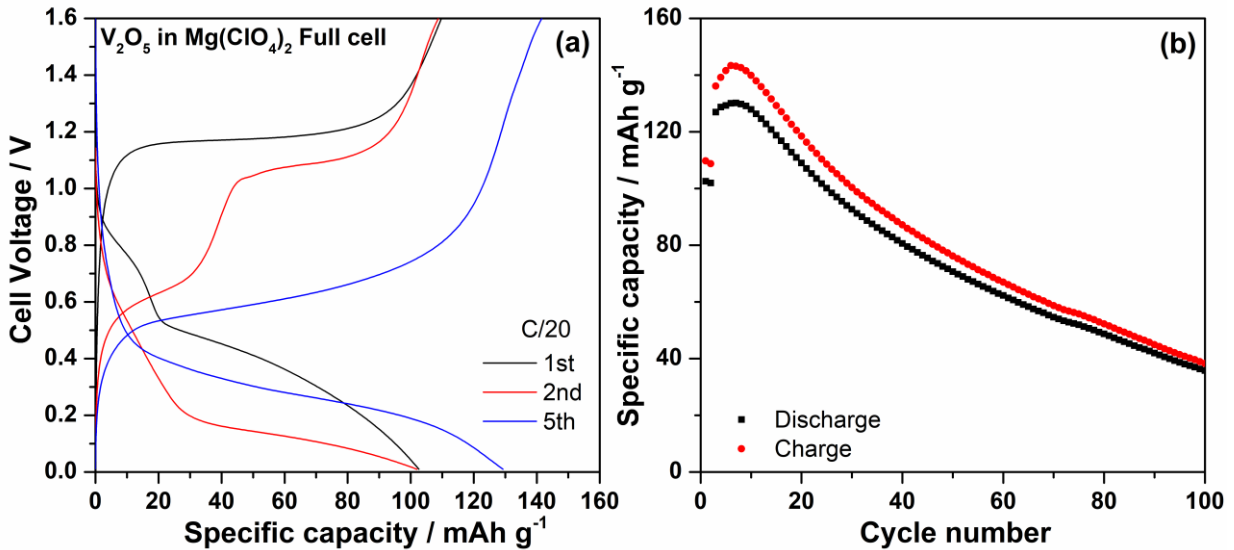 V₂O₅ in Mg(ClO₄)₂ Full cell
(a)
Cell Voltage / V
1.6
1.4
1.2
1.0
0.8
0.6
0.4
0.2
0.0
C/20
1st
2nd
5th
0 20 40 60 80 100 120 140 160
Specific capacity / mAh g⁻¹
(b)
Specific capacity / mAh g⁻¹
160
120
80
40
0
Discharge
Charge
0 20 40 60 80 100
Cycle number